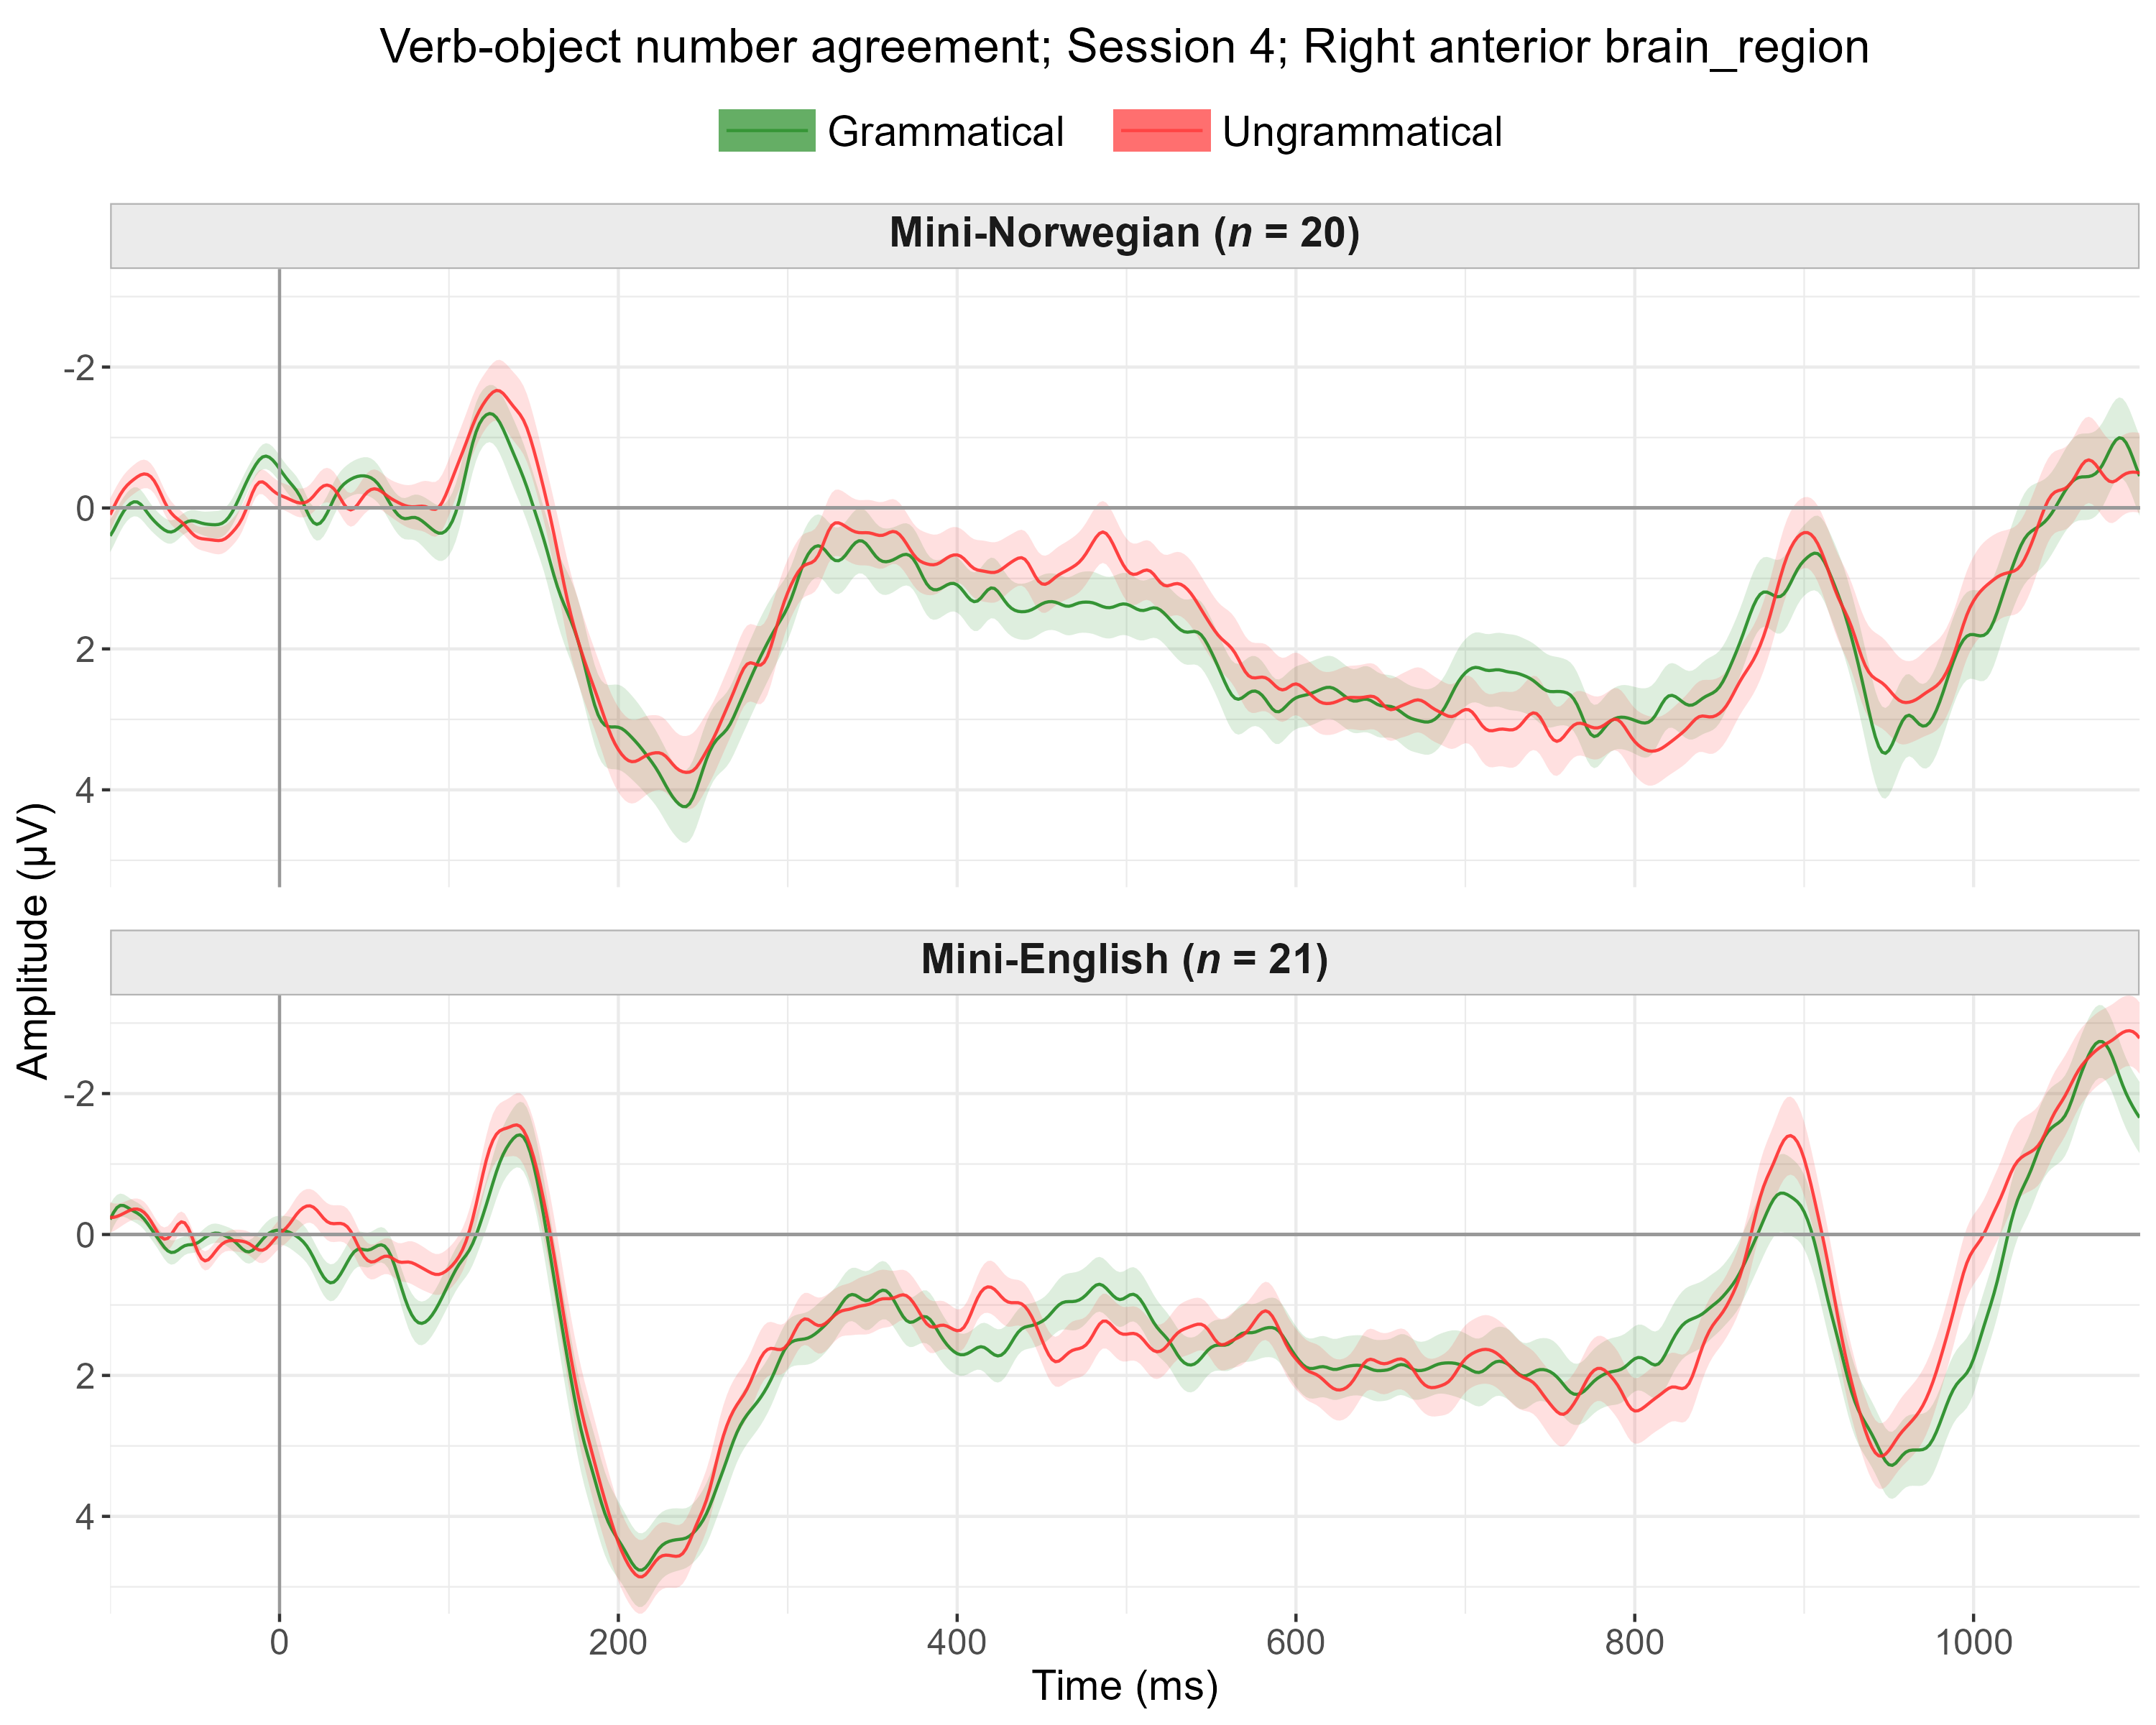 Verb-object number agreement; Session 4; Right anterior brain_region
Grammatical Ungrammatical
Mini-Norwegian (n = 20)
-2
0
2
4
Mini-English (n = 21)
-2
0
2
4
0 200 400 600 800 1000
Time (ms)
Amplitude (µV)